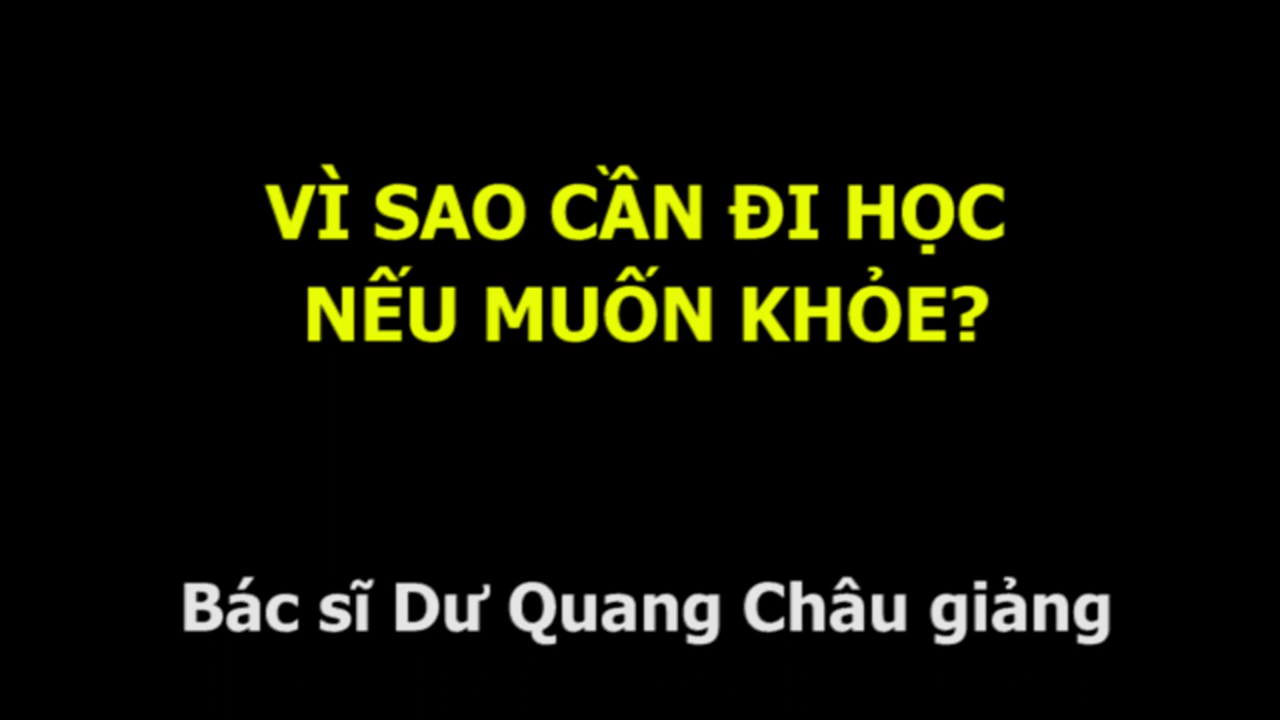 VÌ SAO CẦN ĐI HỌC
NẾU MUỐN KHỎE?
Bác sĩ Dư Quang Châu giảng